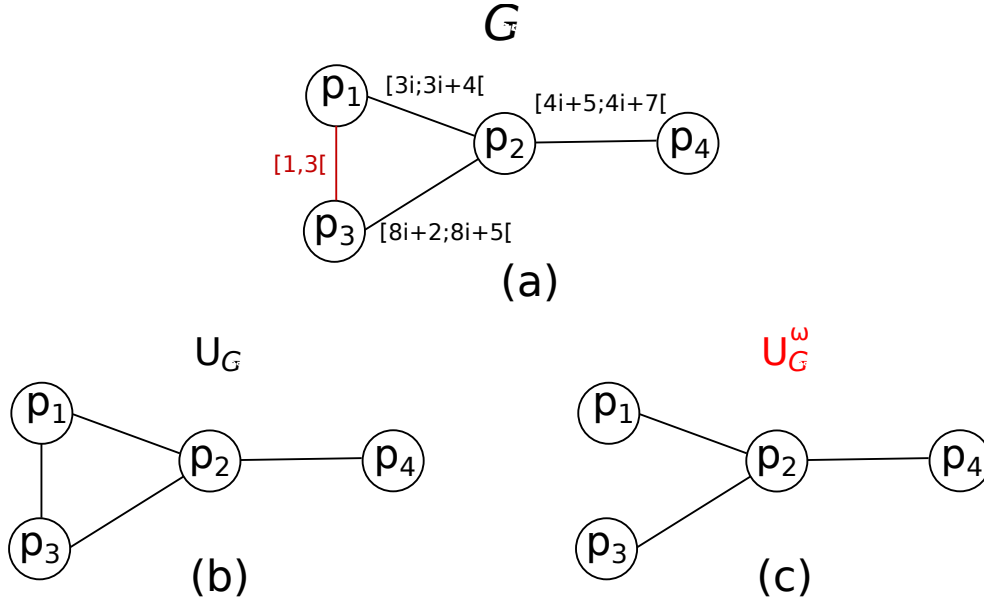 G
p1 [3i;3i+4[ [4i+5;4i+7[
p2 p4
[1,3[
p3 [8i+2;8i+5[
(a)
UG UωG
p1 p1
p2 p4 p2 p4
p3 p3
(b) (c)